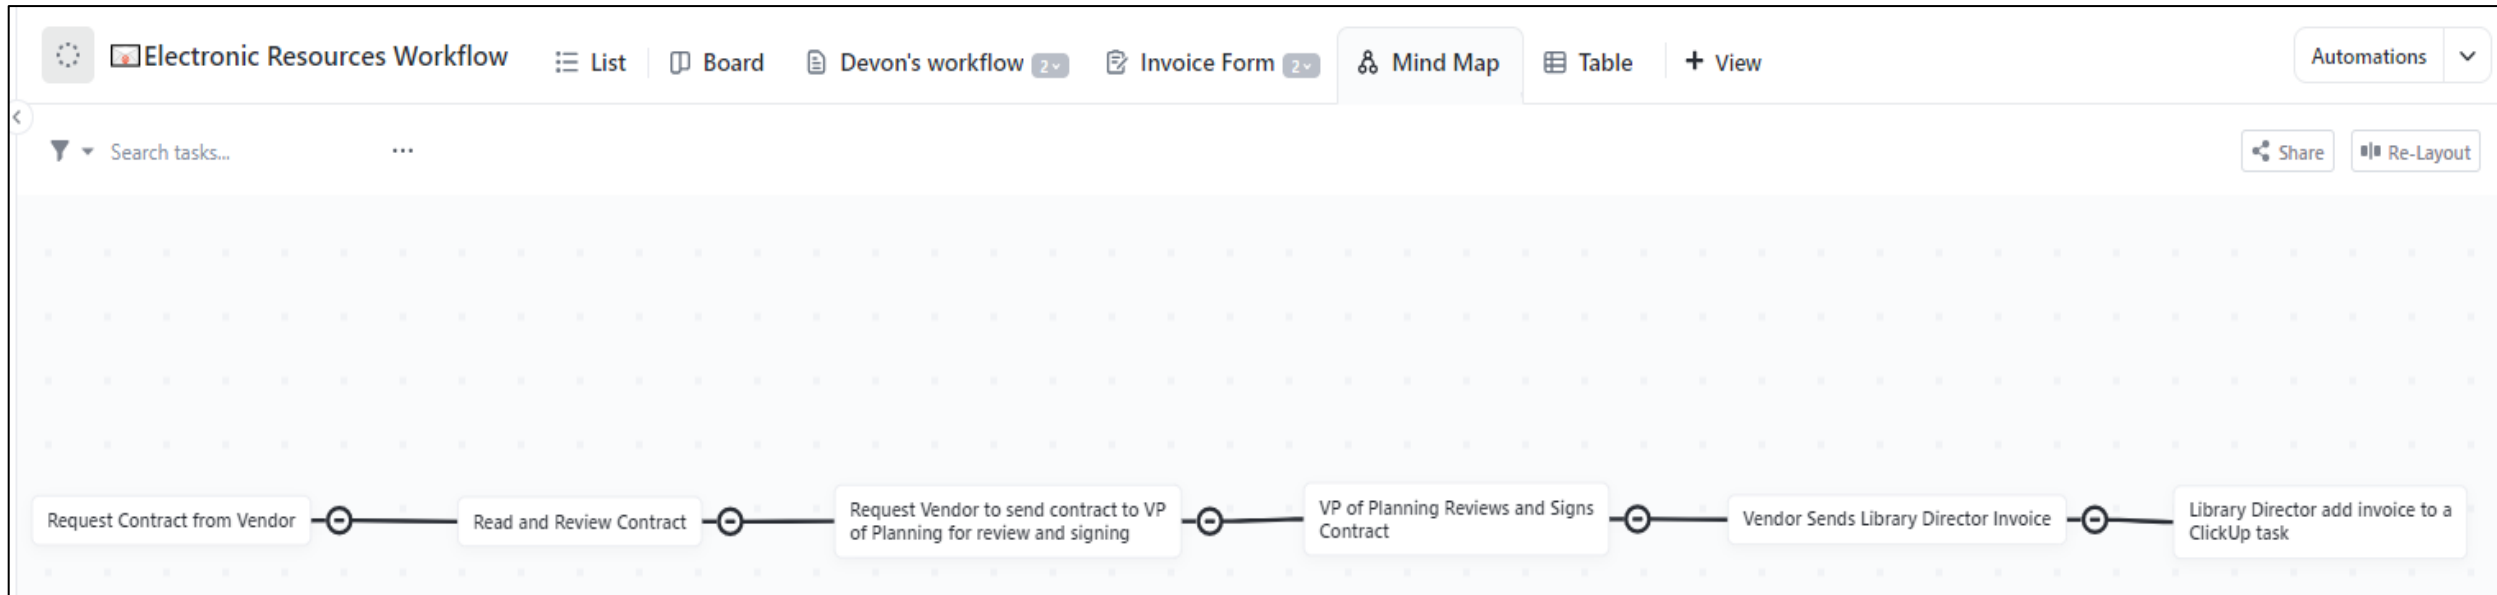 Electronic Resources Workflow
List
Board
Devon's workflow 2
Invoice Form 2
Mind Map
Table
+ View
Automations
Search tasks...
...
Share
Re-Layout
Request Contract from Vendor
Read and Review Contract
Request Vendor to send contract to VP
of Planning for review and signing
VP of Planning Reviews and Signs
Contract
Vendor Sends Library Director Invoice
Library Director add invoice to a
ClickUp task